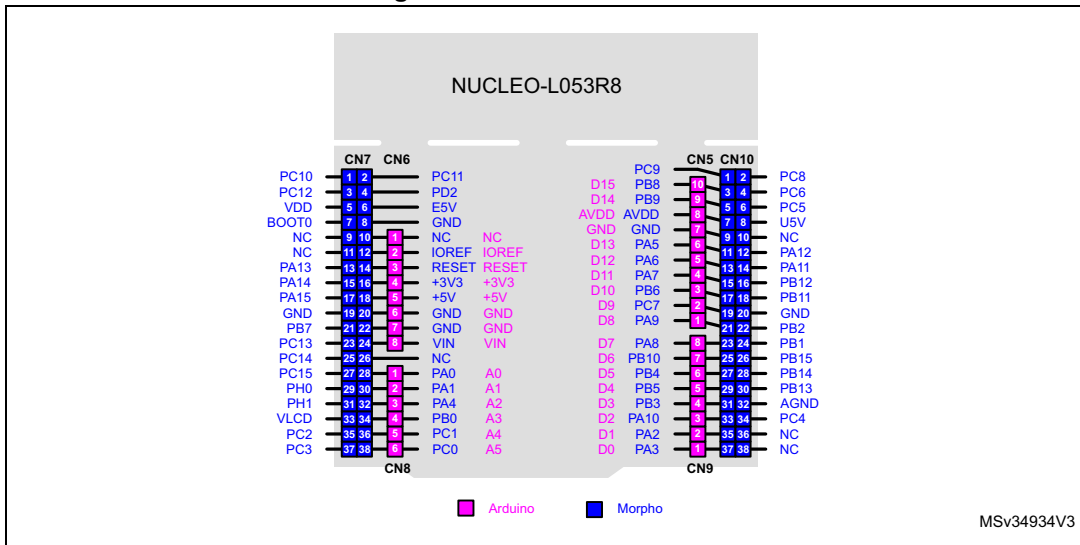 NUCLEO-L053R8
CN7 CN6 CN5 CN10
PC9
PC10 1 2 PC11 D15 PB8 10 1 2 PC8
PC12 3 4 PD2 D14 PB9 9 3 4 PC6
VDD 5 6 E5V AVDD AVDD 8 5 6 PC5
BOOT0 7 8 GND GND GND 7 7 8 U5V
NC 9 10 1 NC NC D13 PA5 6 9 10 NC
NC 11 12 2 IOREF IOREF D12 PA6 5 11 12 PA12
PA13 13 14 3 RESET RESET D11 PA7 4 13 14 PA11
PA14 15 16 4 +3V3 +3V3 D10 PB6 3 15 16 PB12
PA15 17 18 5 +5V +5V D9 PC7 2 17 18 PB11
GND 19 20 6 GND GND D8 PA9 1 19 20 GND
PB7 21 22 7 GND GND 21 22 PB2
PC13 23 24 8 VIN VIN D7 PA8 8 23 24 PB1
PC14 25 26 NC D6 PB10 7 25 26 PB15
PC15 27 28 1 PA0 A0 D5 PB4 6 27 28 PB14
PH0 29 30 2 PA1 A1 D4 PB5 5 29 30 PB13
PH1 31 32 3 PA4 A2 D3 PB3 4 31 32 AGND
VLCD 33 34 4 PB0 A3 D2 PA10 3 33 34 PC4
PC2 35 36 5 PC1 A4 D1 PA2 2 35 36 NC
PC3 37 38 6 PC0 A5 D0 PA3 1 37 38 NC
CN8 CN9
Arduino Morpho
MSv34934V3